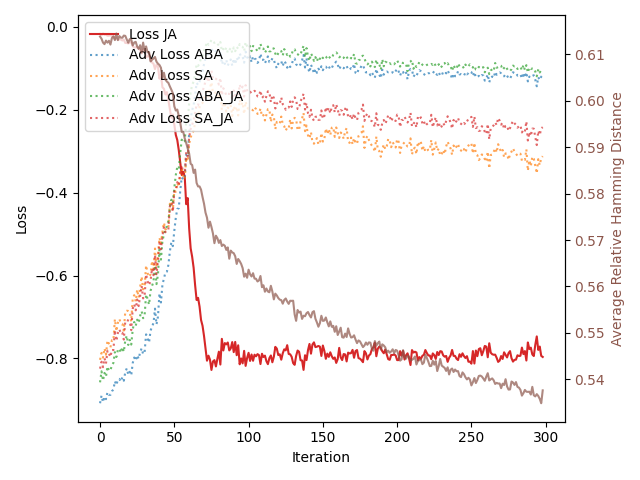 Loss JA
Adv Loss ABA
Adv Loss SA
Adv Loss ABA_JA
Adv Loss SA_JA
0.0
−0.2
−0.4
−0.6
−0.8
Loss
0.61
0.60
0.59
0.58
0.57
0.56
0.55
0.54
Average Relative Hamming Distance
0 50 100 150 200 250 300
Iteration